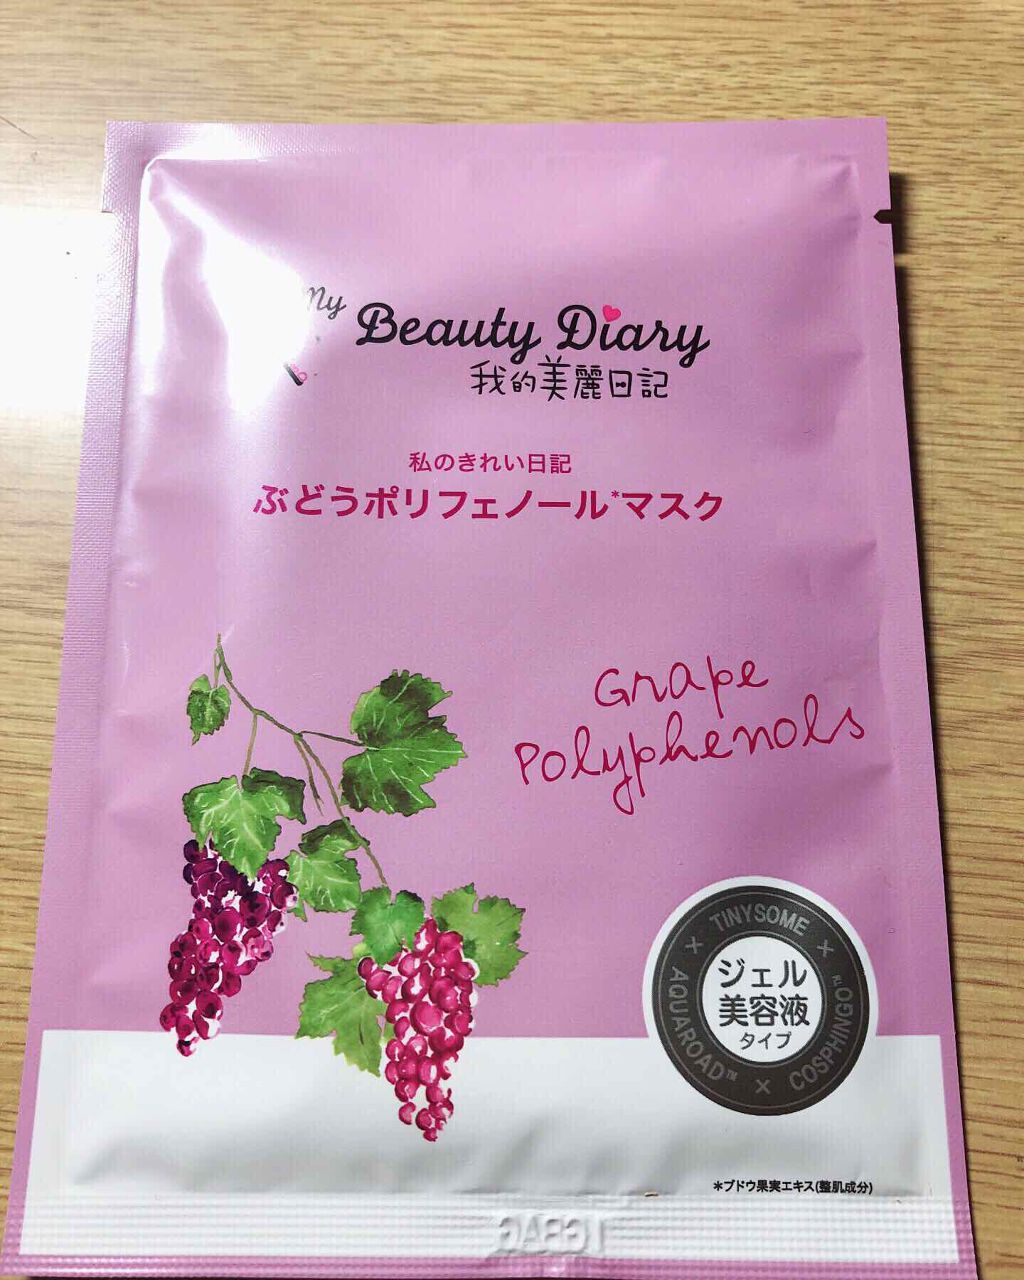 My
Beauty Diary
我的美麗日記
私のきれい日記
ぶどうポリフェノール*マスク
Grape
Polyphenols
TINYSOME
ジェル
美容液
タイプ
AQUAROAD™
COSPHINGO™
*ブドウ果実エキス(整肌成分)